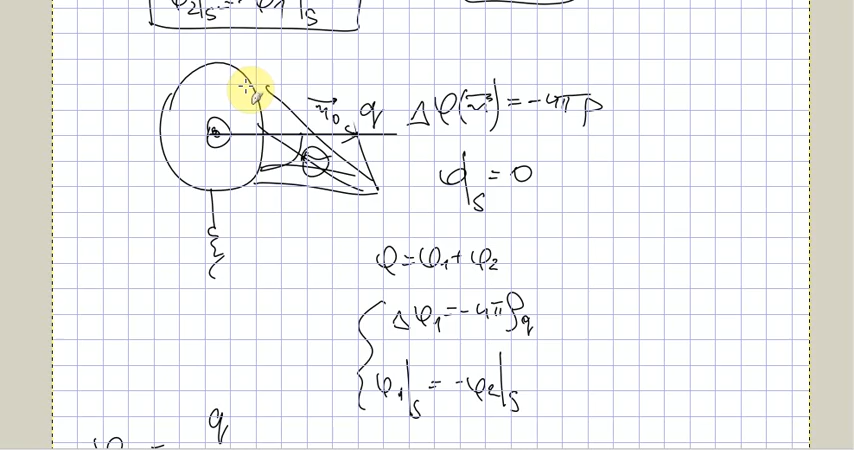 φ₂|ₛ = - φ₁|ₛ
r⃗₀ q Δφ(r⃗) = -4πρ
φ|ₛ = 0
φ = φ₁ + φ₂
Δφ₁ = -4πρ_q
φ₁|ₛ = -φ₂|ₛ
q